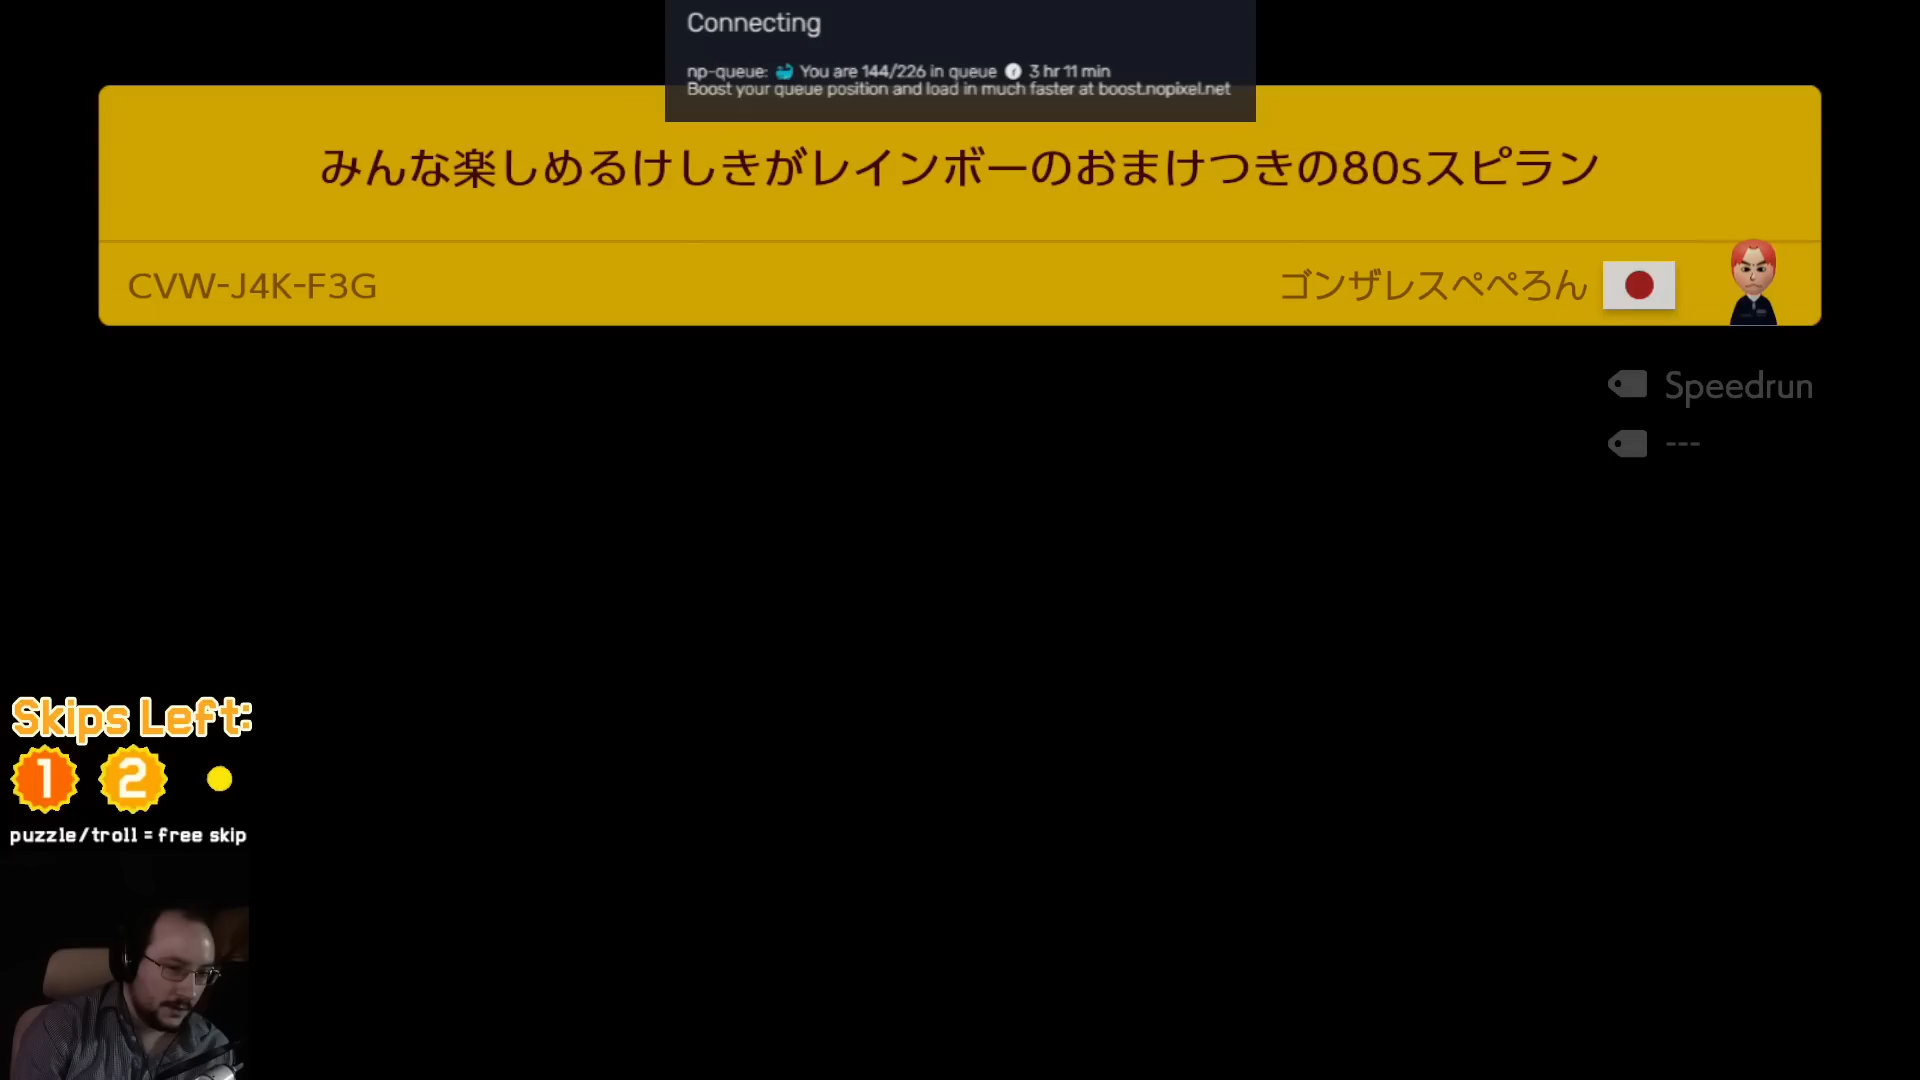 Connecting
np-queue: You are 144/226 in queue 3 hr 11 min
Boost your queue position and load in much faster at boost.nopixel.net
みんな楽しめるけしきがレインボーのおまけつきの80sスピラン
CVW-J4K-F3G
ゴンザレスペペろん
Speedrun
---
Skips Left:
1 2
puzzle/troll = free skip